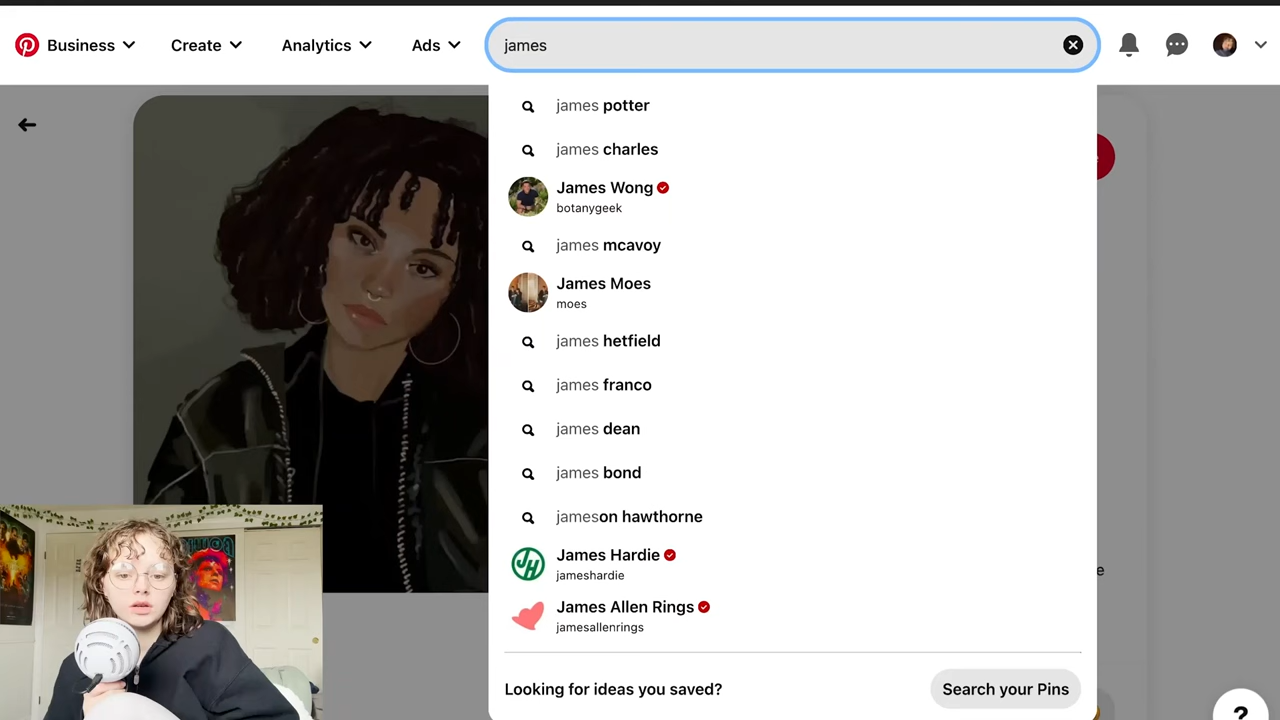 Business Create Analytics Ads james
james potter
james charles
James Wong
botanygeek
james mcavoy
James Moes
moes
james hetfield
james franco
james dean
james bond
jameson hawthorne
James Hardie
jameshardie
James Allen Rings
jamesallenrings
Looking for ideas you saved? Search your Pins
?